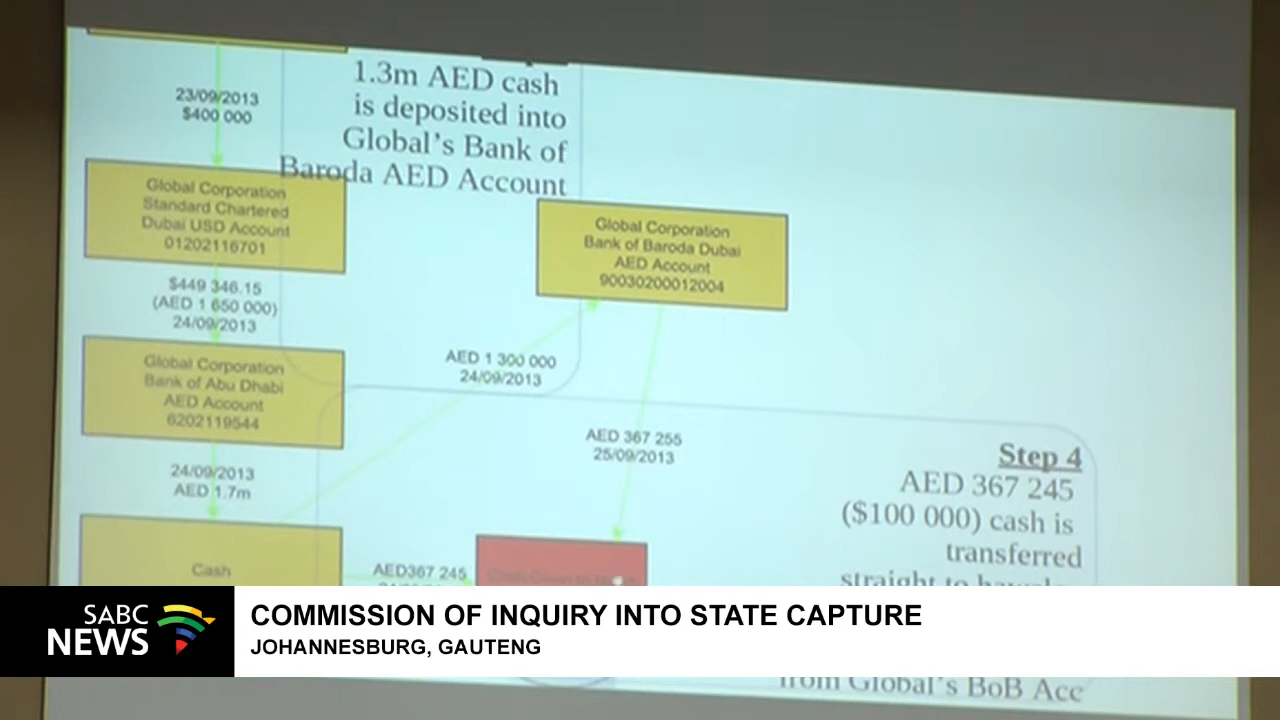 1.3m AED cash
is deposited into
Global's Bank of
Baroda AED Account
23/09/2013
$400 000
Global Corporation
Standard Chartered
Dubai USD Account
01202116701
$449 346.15
(AED 1 650 000)
24/09/2013
Global Corporation
Bank of Abu Dhabi
AED Account
6202119544
24/09/2013
AED 1.7m
Cash
Global Corporation
Bank of Baroda Dubai
AED Account
90030200012004
AED 1 300 000
24/09/2013
AED 367 255
25/09/2013
AED367 245
Step 4
AED 367 245
($100 000) cash is
transferred
straight to
from Global's BoB Acc
SABC
NEWS
COMMISSION OF INQUIRY INTO STATE CAPTURE
JOHANNESBURG, GAUTENG